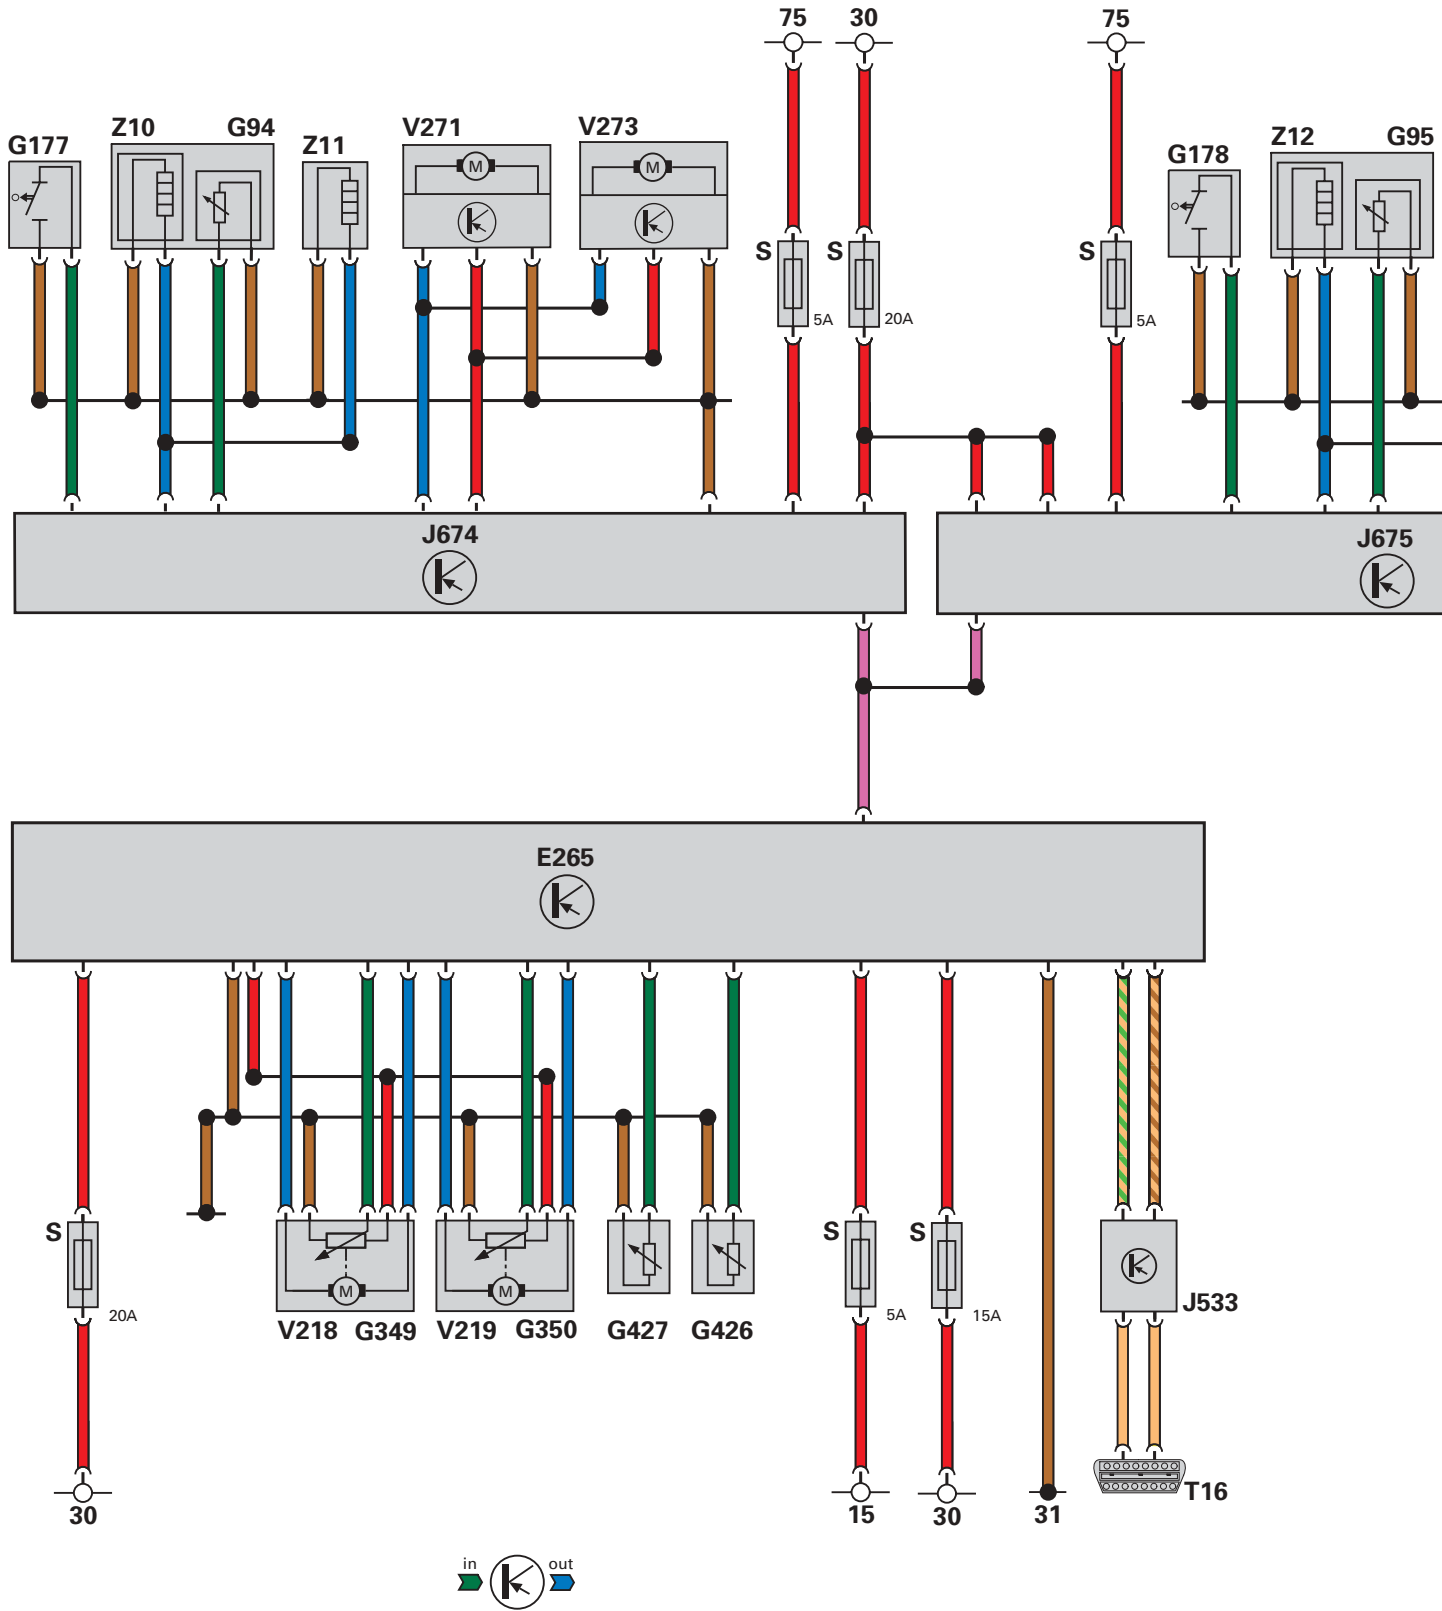 75 30 75
G177 Z10 G94 Z11 V271 V273 G178 Z12 G95
M M
S 5A S 20A S 5A
J674 J675
E265
S 20A S 5A S 15A
M M
V218 G349 V219 G350 G427 G426 J533
T16
30 15 30 31
in out